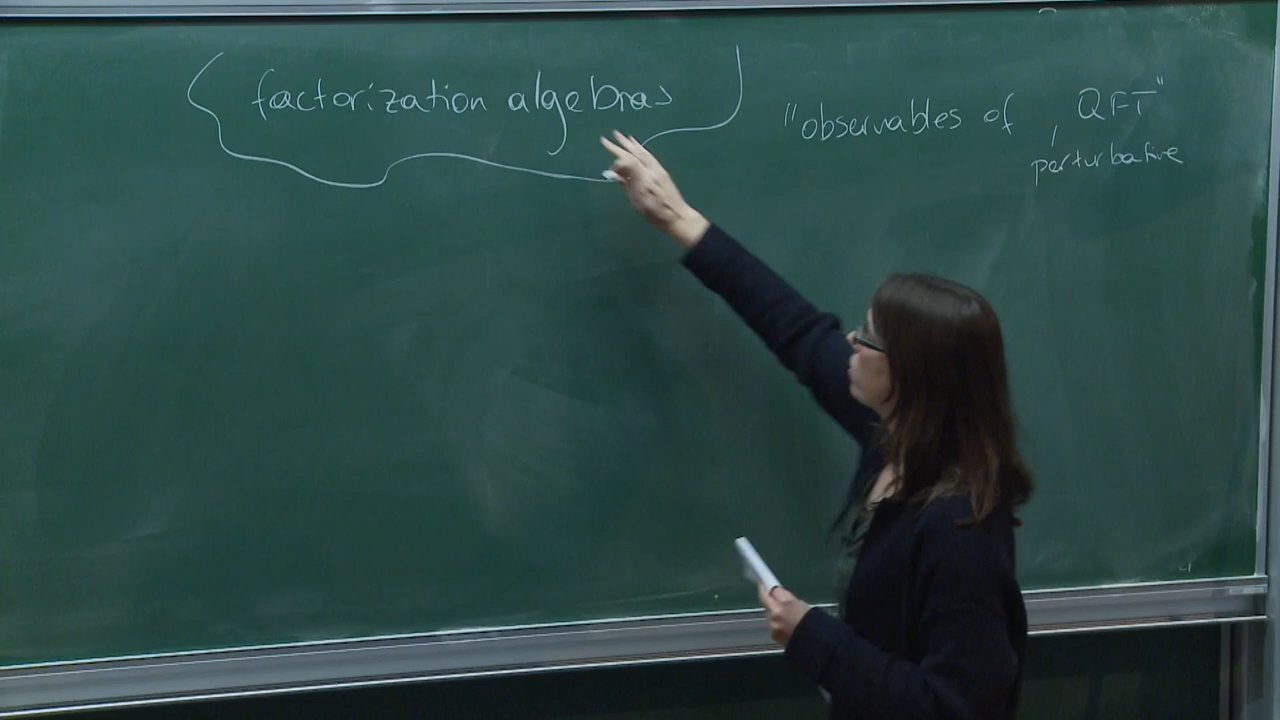 factorization algebras
"observables of QFT"
perturbative